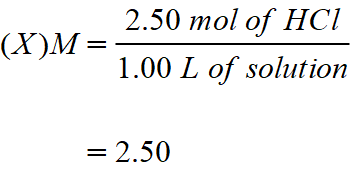 (X)M = 2.50 mol of HCl / 1.00 L of solution
= 2.50